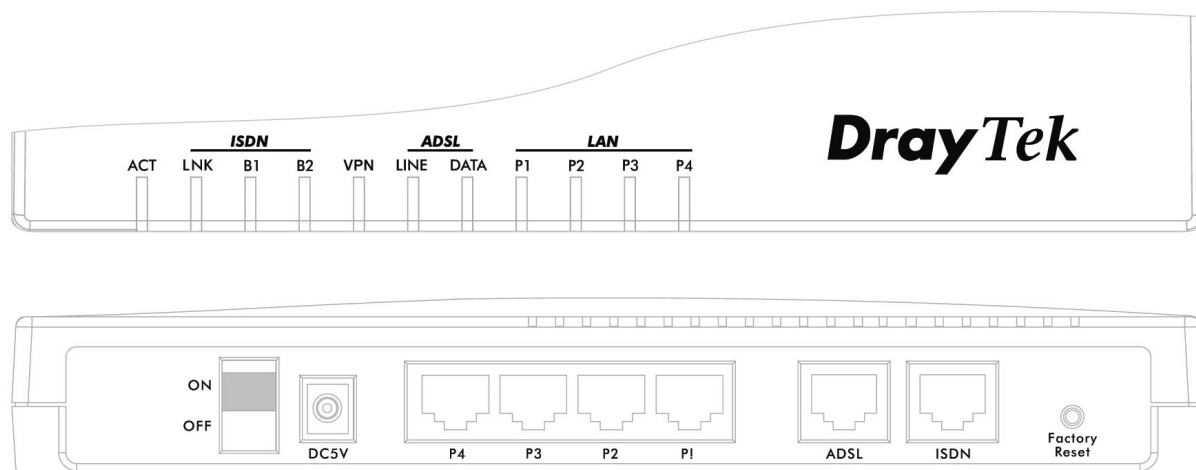 ISDN ADSL LAN
ACT LNK B1 B2 VPN LINE DATA P1 P2 P3 P4
DrayTek
ON
OFF
DC5V P4 P3 P2 P! ADSL ISDN
Factory
Reset